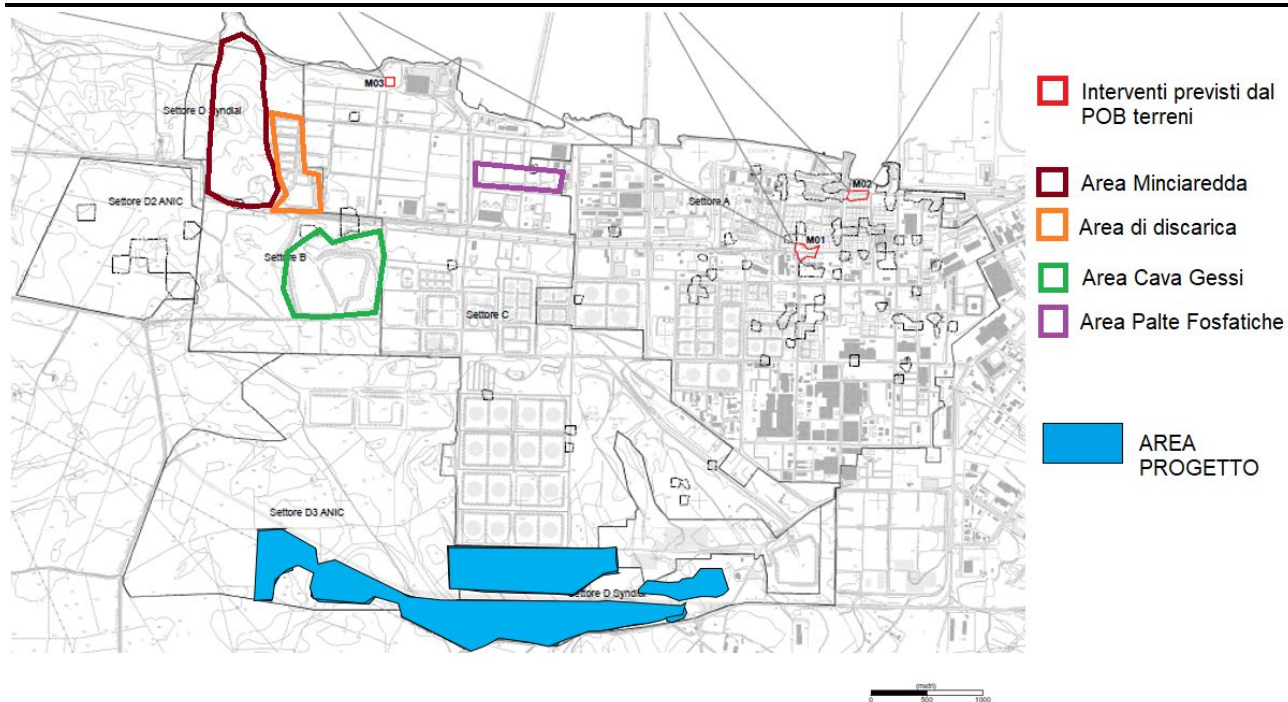 M03
Settore D Syndial
Settore D2 ANIC
Settore A
M02
M01
Settore B
Settore C
Settore D3 ANIC
Settore D Syndial
Interventi previsti dal
POB terreni
Area Minciaredda
Area di discarica
Area Cava Gessi
Area Palte Fosfatiche
AREA
PROGETTO
(metri)
0 500 1000